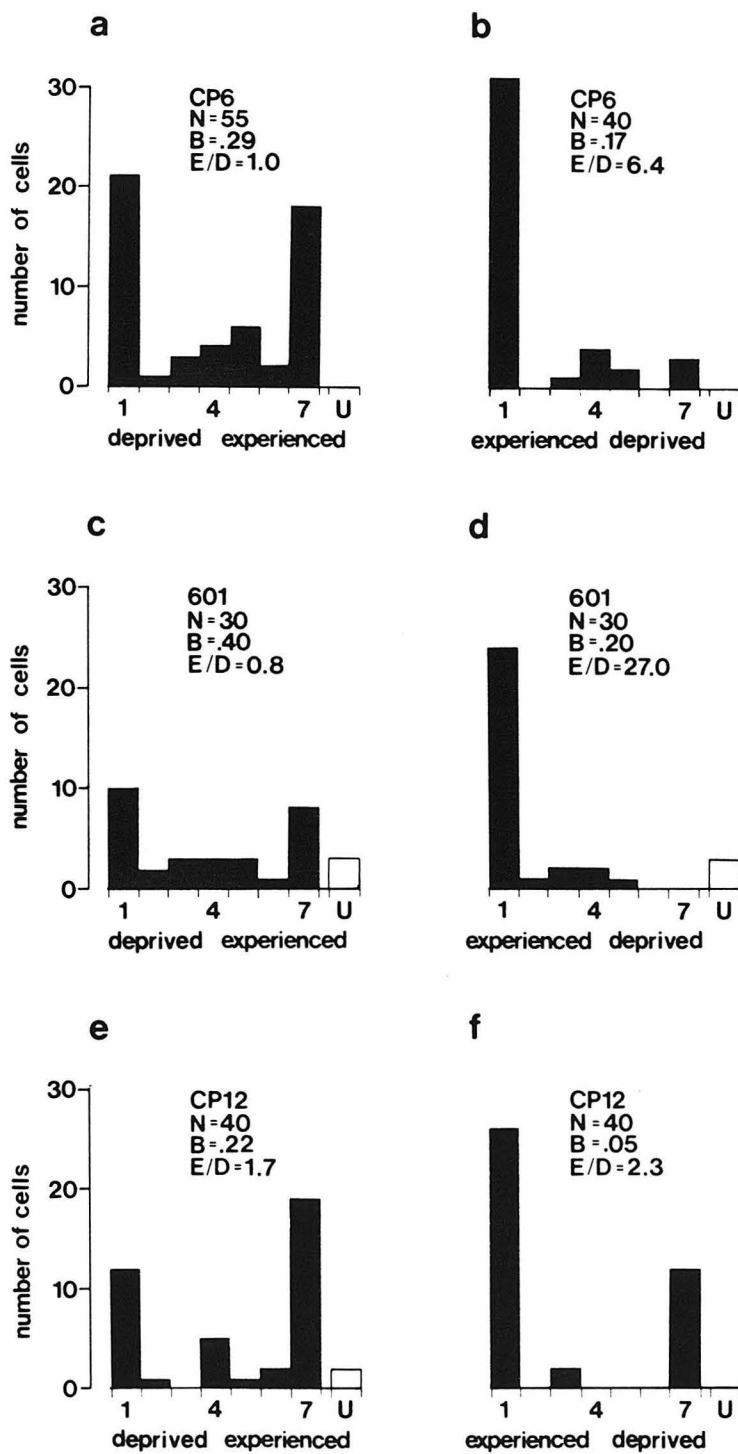 a
30
20
10
0
number of cells
CP6
N=55
B=.29
E/D=1.0
1 4 7 U
deprived experienced
b
CP6
N=40
B=.17
E/D=6.4
1 4 7 U
experienced deprived
c
30
20
10
0
number of cells
601
N=30
B=.40
E/D=0.8
1 4 7 U
deprived experienced
d
601
N=30
B=.20
E/D=27.0
1 4 7 U
experienced deprived
e
30
20
10
0
number of cells
CP12
N=40
B=.22
E/D=1.7
1 4 7 U
deprived experienced
f
CP12
N=40
B=.05
E/D=2.3
1 4 7 U
experienced deprived